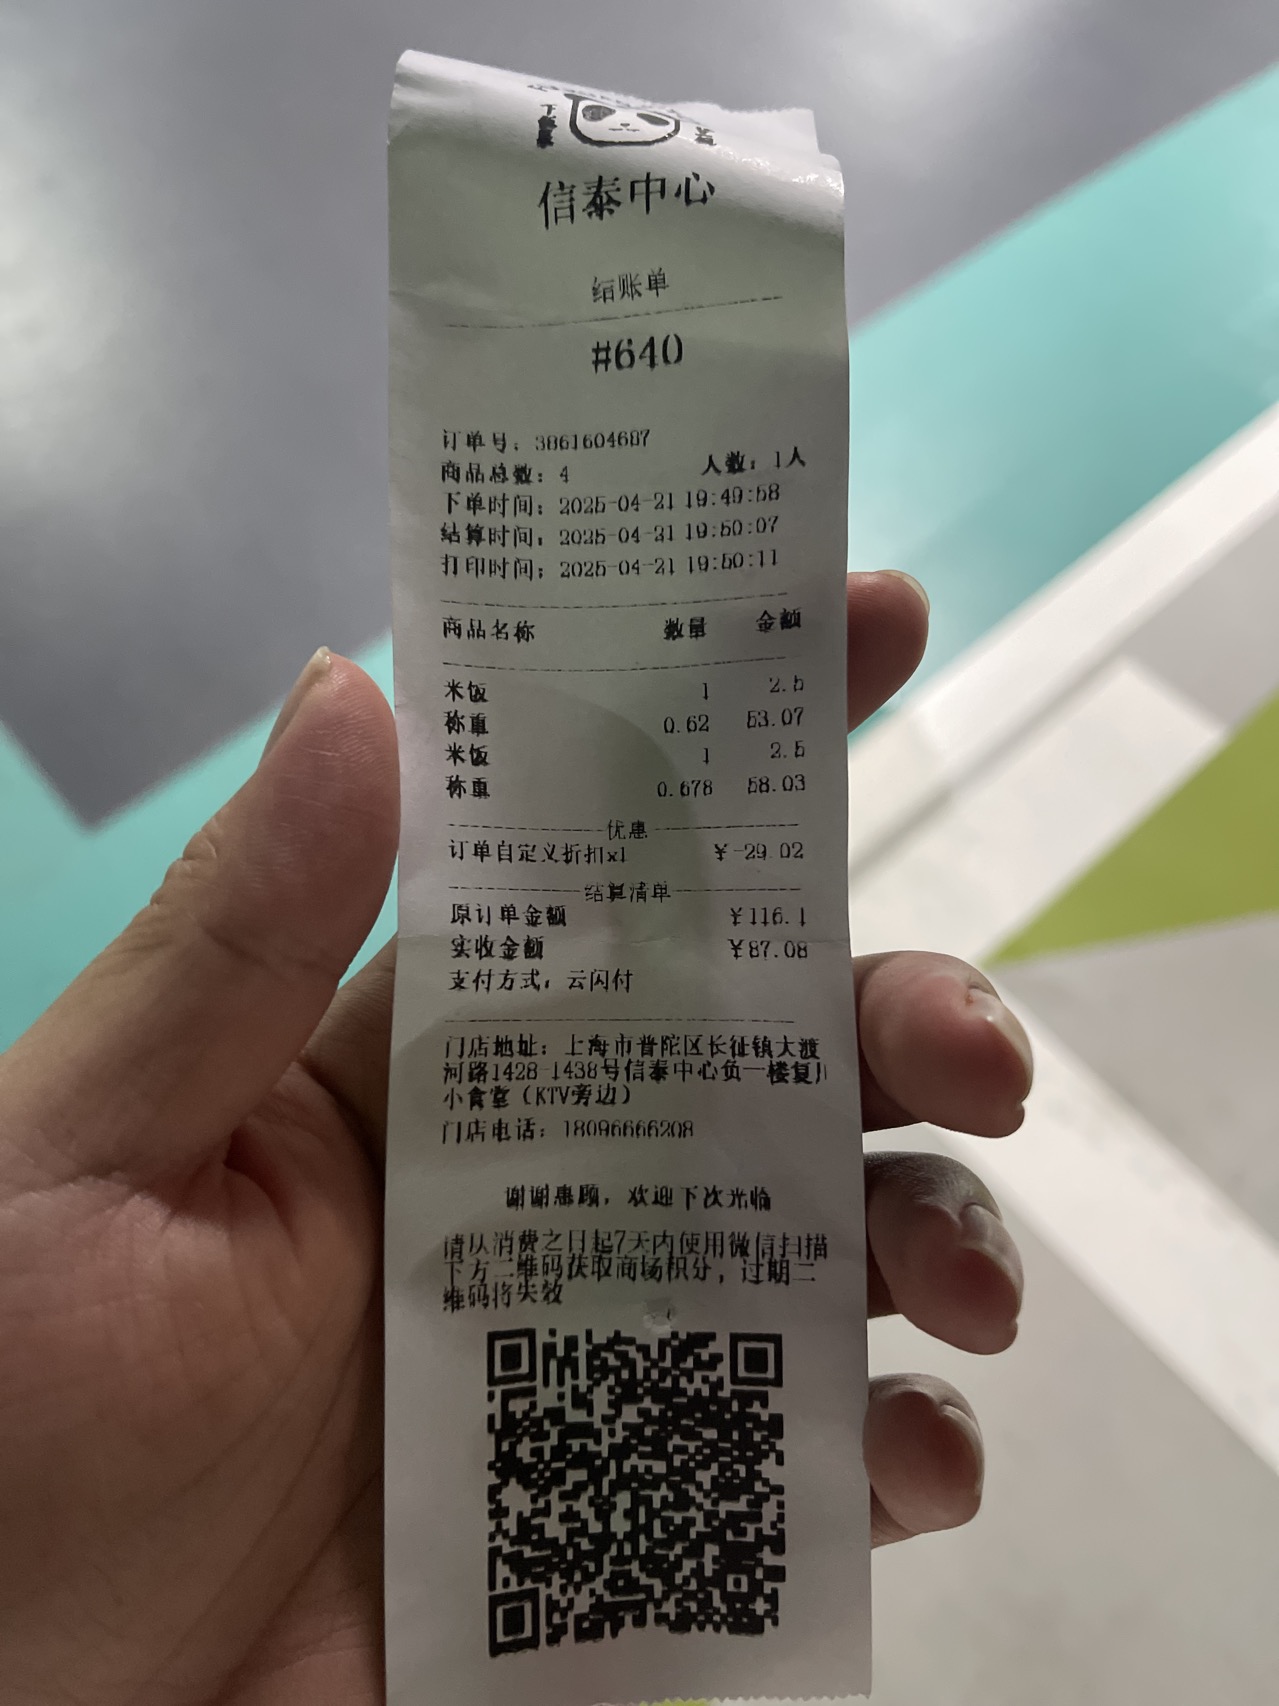 信泰中心
结账单
#640
订单号：3861604687
商品总数：4 人数：1人
下单时间：2025-04-21 19:49:58
结算时间：2025-04-21 19:50:07
打印时间：2025-04-21 19:50:11
商品名称 数量 金额
米饭 1 2.5
称重 0.62 53.07
米饭 1 2.5
称重 0.678 58.03
优惠
订单自定义折扣x1 ￥-29.02
结算清单
原订单金额 ￥116.1
实收金额 ￥87.08
支付方式：云闪付
门店地址：上海市普陀区长征镇大渡
河路1428-1438号信泰中心负一楼复川
小食堂（KTV旁边）
门店电话：18096666208
谢谢惠顾，欢迎下次光临
请从消费之日起7天内使用微信扫描
下方二维码获取商场积分，过期二
维码将失效